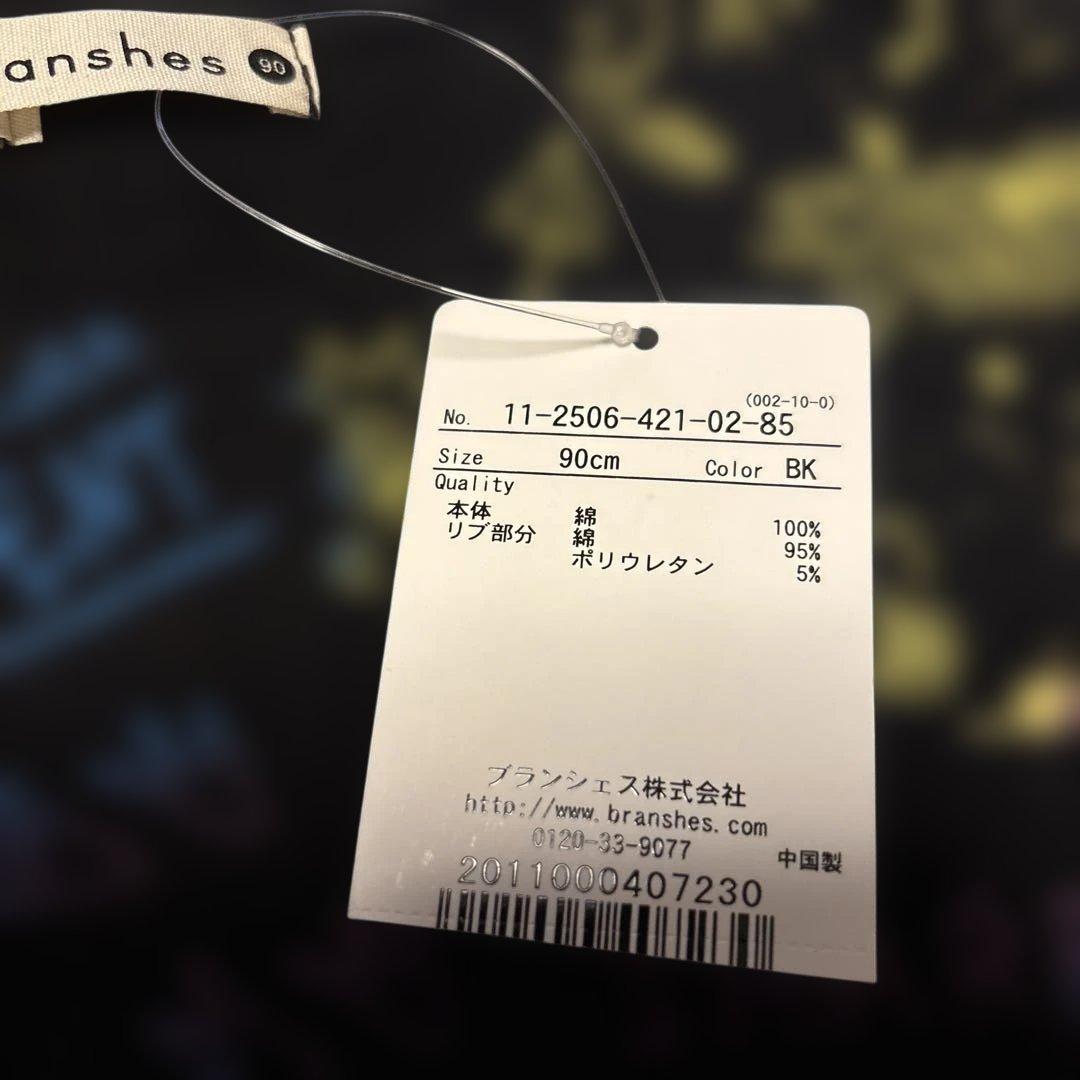 anshes 90
(002-10-0)
No. 11-2506-421-02-85
Size 90cm Color BK
Quality
本体 綿 100%
リブ部分 綿 95%
ポリウレタン 5%
ブランシェス株式会社
http://www.branshes.com
0120-33-9077
中国製
2011000407230